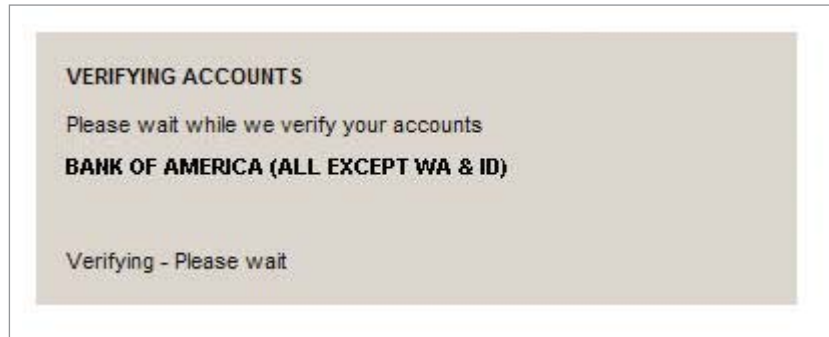 VERIFYING ACCOUNTS
Please wait while we verify your accounts
BANK OF AMERICA (ALL EXCEPT WA & ID)
Verifying - Please wait